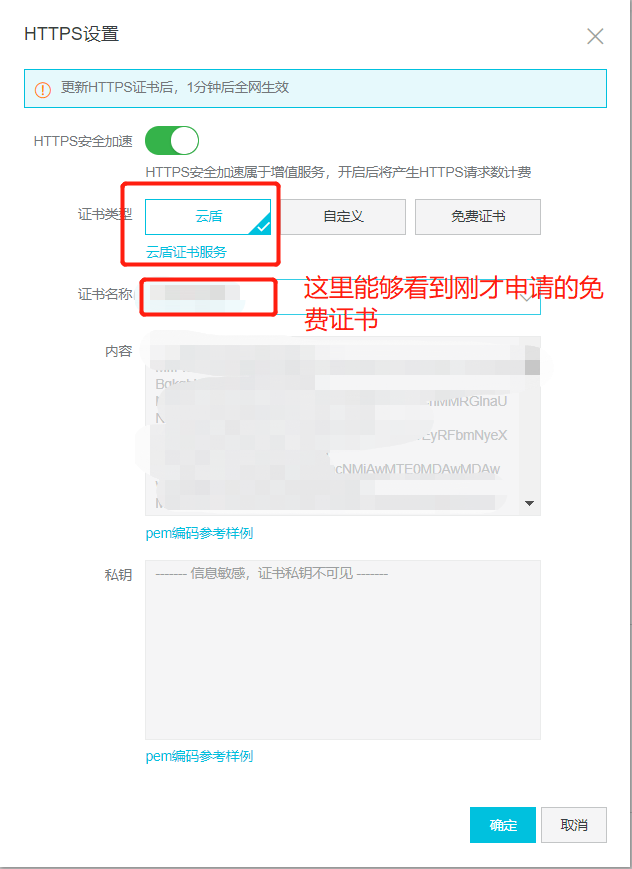 HTTPS设置
更新HTTPS证书后，1分钟后全网生效
HTTPS安全加速
HTTPS安全加速属于增值服务，开启后将产生HTTPS请求数计费
证书类型
云盾
自定义
免费证书
云盾证书服务
证书名称
这里能够看到刚才申请的免
费证书
内容
EyRFbmNyeX
cNMiAwMTE0MDAwMDAw
pem编码参考样例
私钥
------- 信息敏感，证书私钥不可见 -------
pem编码参考样例
确定
取消